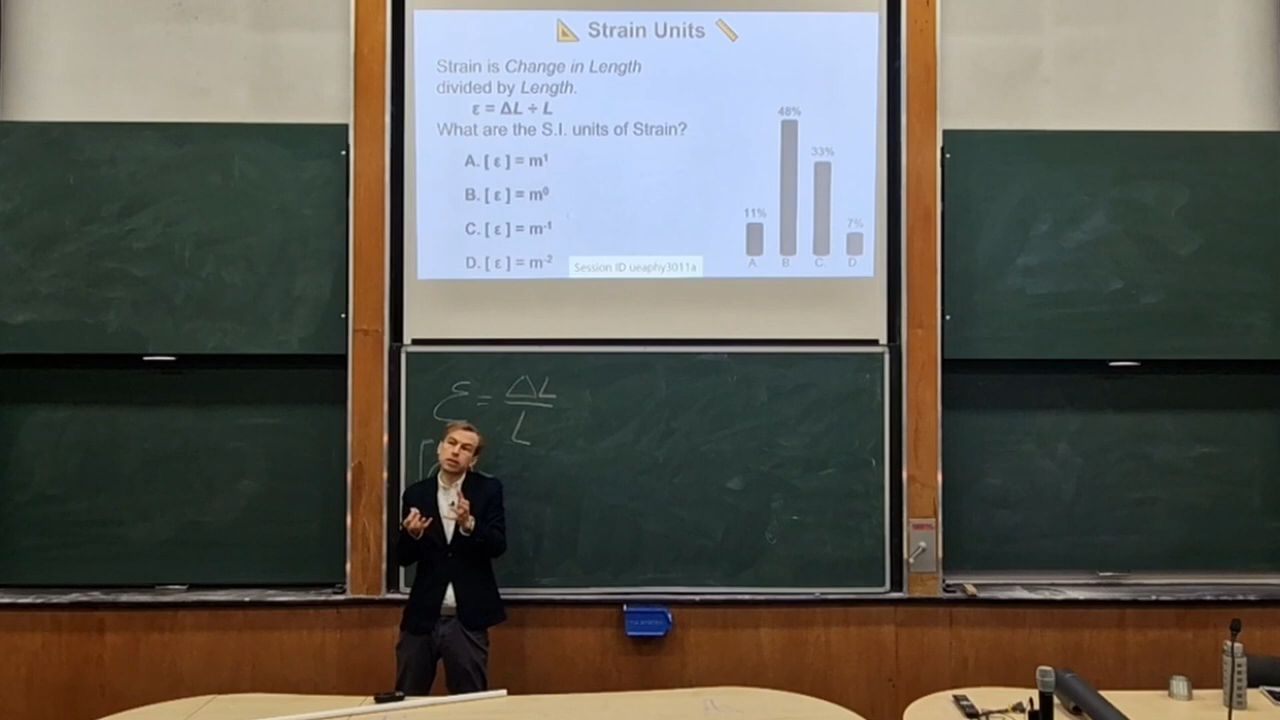 Strain Units
Strain is Change in Length
divided by Length.
ε = ΔL ÷ L
What are the S.I. units of Strain?
A. [ ε ] = m¹
B. [ ε ] = m⁰
C. [ ε ] = m⁻¹
D. [ ε ] = m⁻²
11%
48%
33%
7%
A. B. C. D
Session ID ueaphy3011a
ε = ΔL
L
[